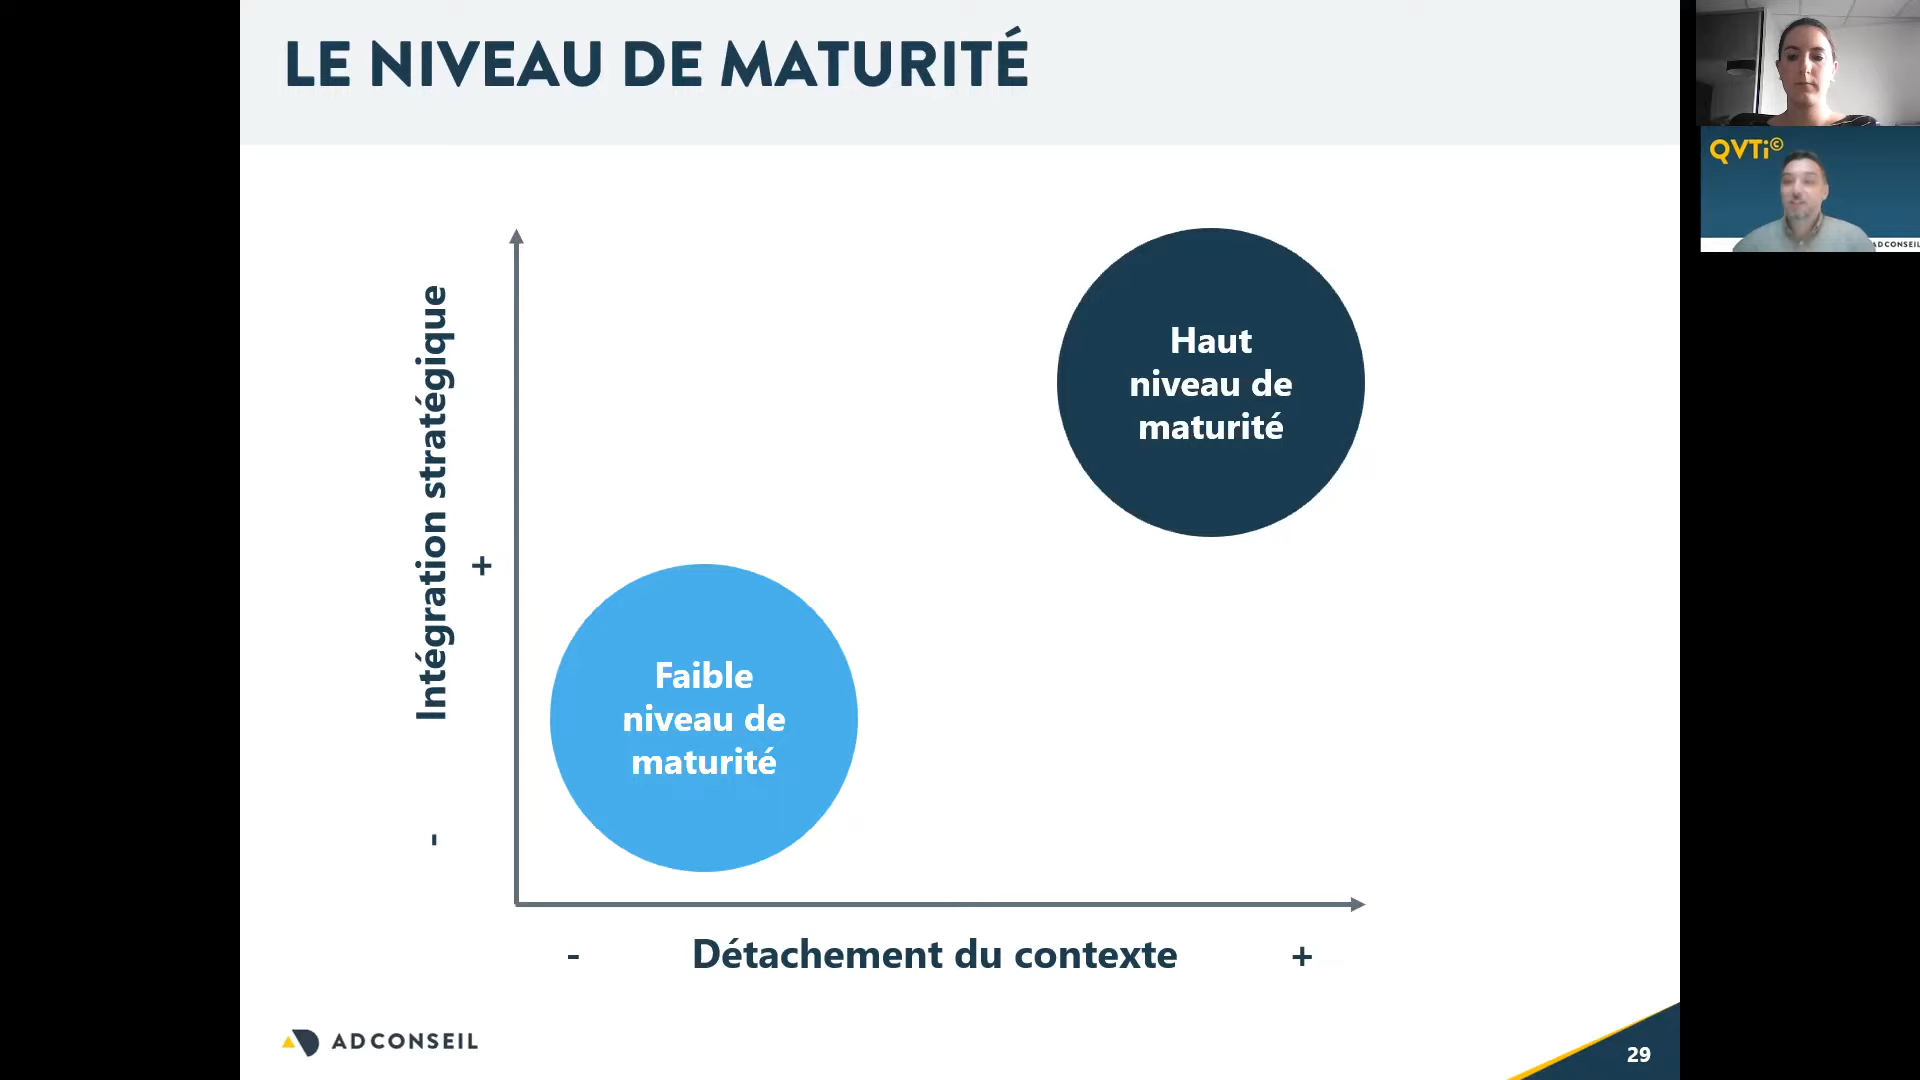 LE NIVEAU DE MATURITÉ
QVTi©
ADCONSEIL
Intégration stratégique
+
-
Haut
niveau de
maturité
Faible
niveau de
maturité
- Détachement du contexte +
ADCONSEIL
29